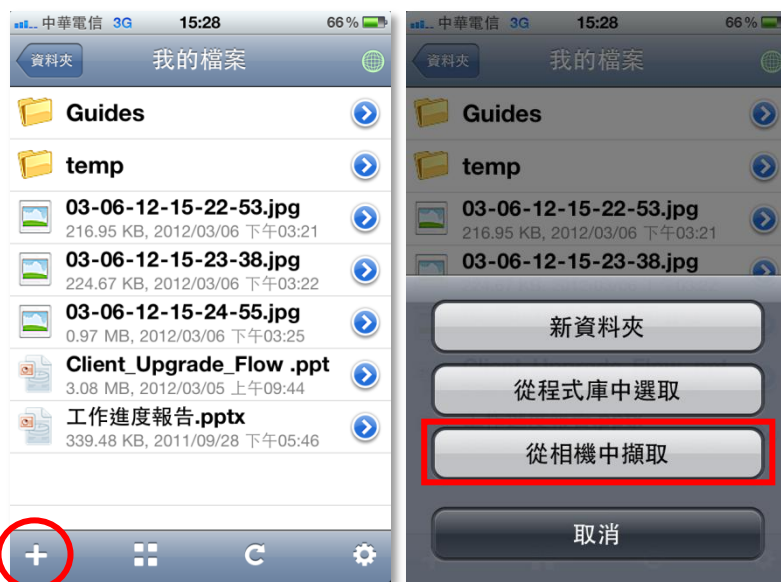 中華電信 3G 15:28 66%
資料夾 我的檔案
Guides
temp
03-06-12-15-22-53.jpg
216.95 KB, 2012/03/06 下午03:21
03-06-12-15-23-38.jpg
224.67 KB, 2012/03/06 下午03:22
03-06-12-15-24-55.jpg
0.97 MB, 2012/03/06 下午03:25
Client_Upgrade_Flow .ppt
3.08 MB, 2012/03/05 上午09:44
工作進度報告.pptx
339.48 KB, 2011/09/28 下午05:46
中華電信 3G 15:28 66%
資料夾 我的檔案
Guides
temp
03-06-12-15-22-53.jpg
216.95 KB, 2012/03/06 下午03:21
03-06-12-15-23-38.jpg
新資料夾
從程式庫中選取
從相機中擷取
取消